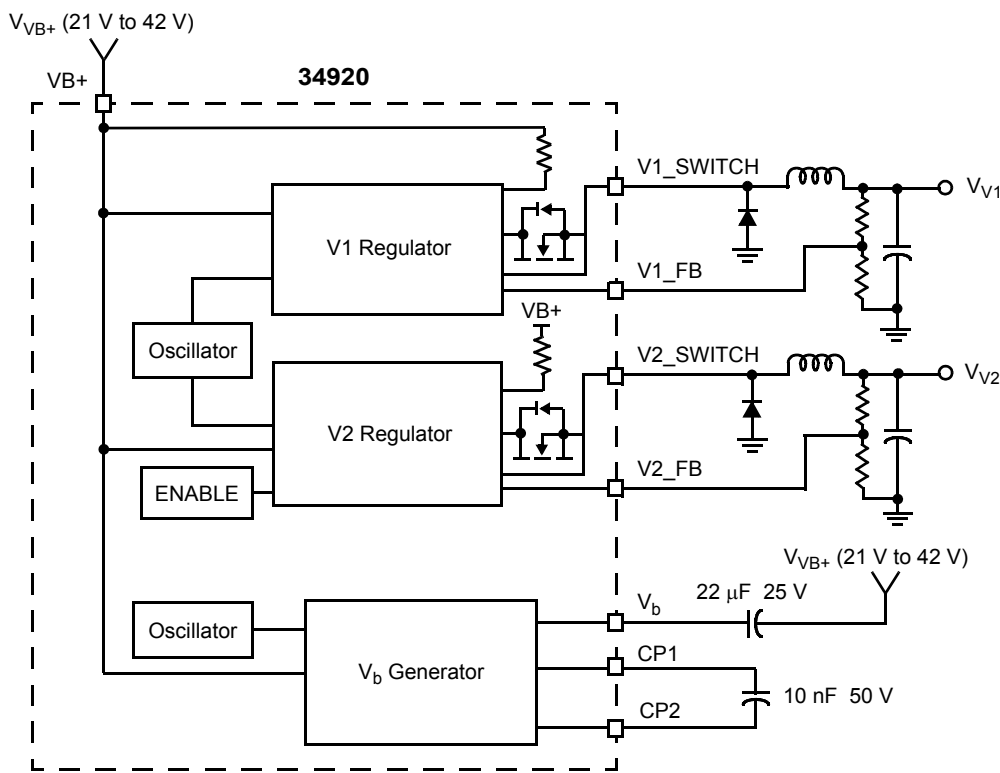 V_VB+ (21 V to 42 V)
VB+
34920
V1_SWITCH
V_V1
V1 Regulator
V1_FB
VB+
Oscillator
V2_SWITCH
V_V2
V2 Regulator
V2_FB
ENABLE
V_VB+ (21 V to 42 V)
22 μF 25 V
V_b
Oscillator
CP1
V_b Generator
10 nF 50 V
CP2